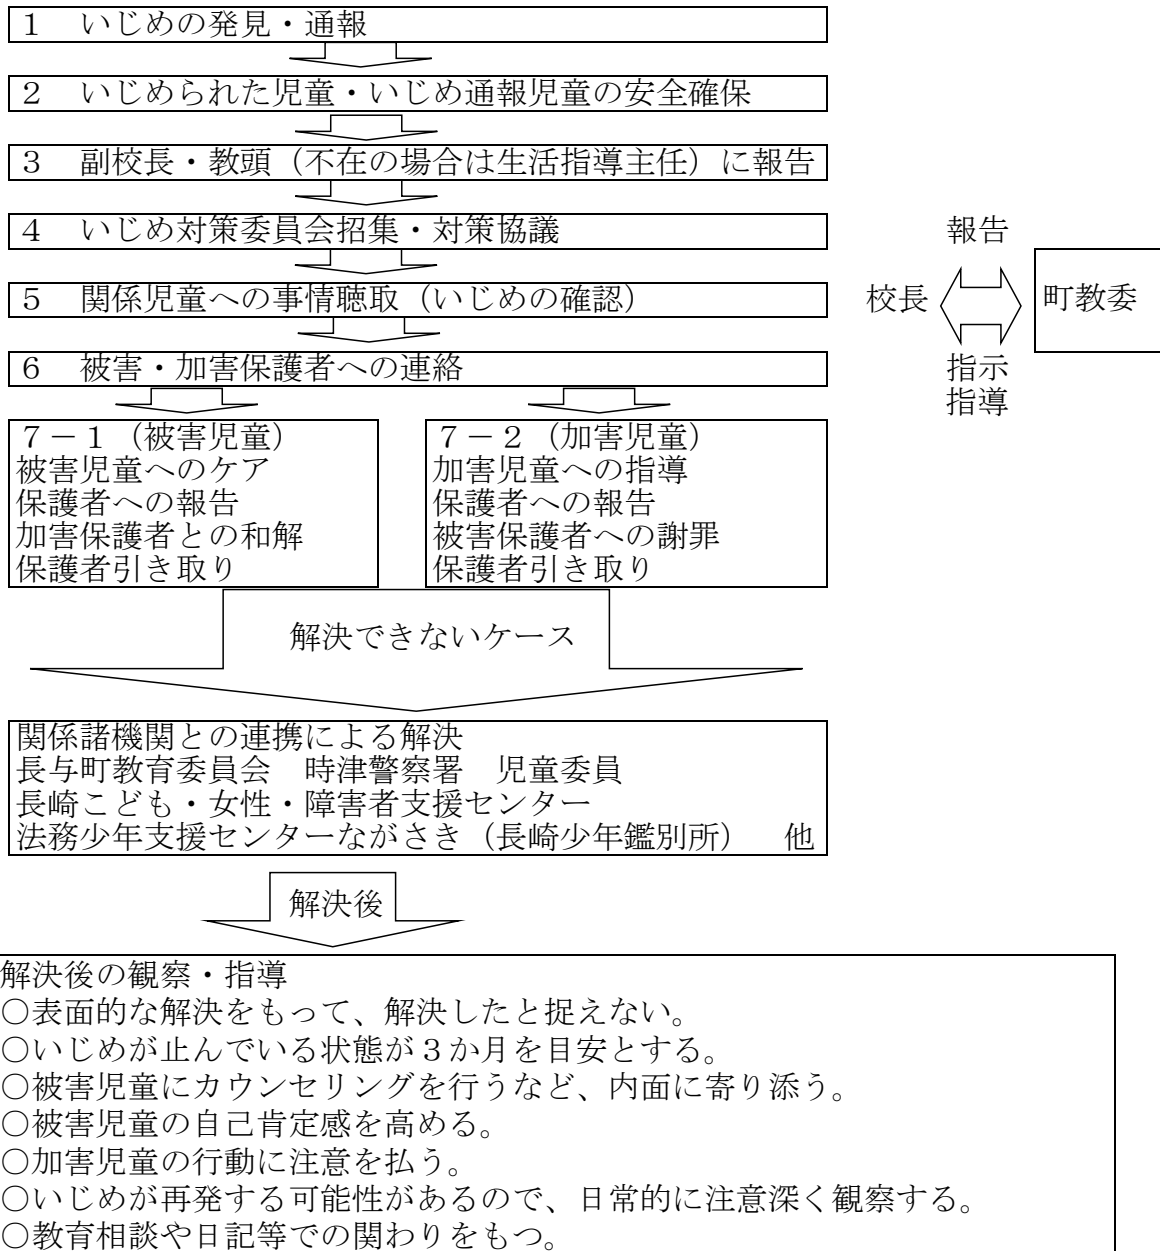 １　いじめの発見・通報
２　いじめられた児童・いじめ通報児童の安全確保
３　副校長・教頭（不在の場合は生活指導主任）に報告
４　いじめ対策委員会招集・対策協議
５　関係児童への事情聴取（いじめの確認）
６　被害・加害保護者への連絡
報告
校長
町教委
指示
指導
７－１（被害児童）
被害児童へのケア
保護者への報告
加害保護者との和解
保護者引き取り
７－２（加害児童）
加害児童への指導
保護者への報告
被害保護者への謝罪
保護者引き取り
解決できないケース
関係諸機関との連携による解決
長与町教育委員会　時津警察署　児童委員
長崎こども・女性・障害者支援センター
法務少年支援センターながさき（長崎少年鑑別所）　他
解決後
解決後の観察・指導
○表面的な解決をもって、解決したと捉えない。
○いじめが止んでいる状態が３か月を目安とする。
○被害児童にカウンセリングを行うなど、内面に寄り添う。
○被害児童の自己肯定感を高める。
○加害児童の行動に注意を払う。
○いじめが再発する可能性があるので、日常的に注意深く観察する。
○教育相談や日記等での関わりをもつ。